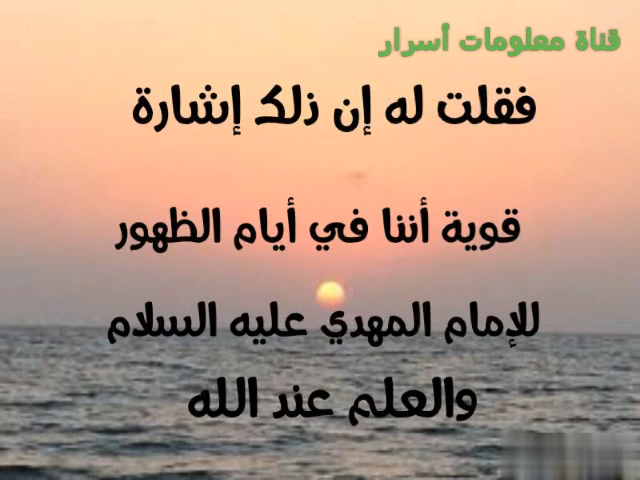 قناة معلومات أسرار
فقلت له إن ذلك إشارة
قوية أننا في أيام الظهور
للإمام المهدي عليه السلام
والعلم عند الله